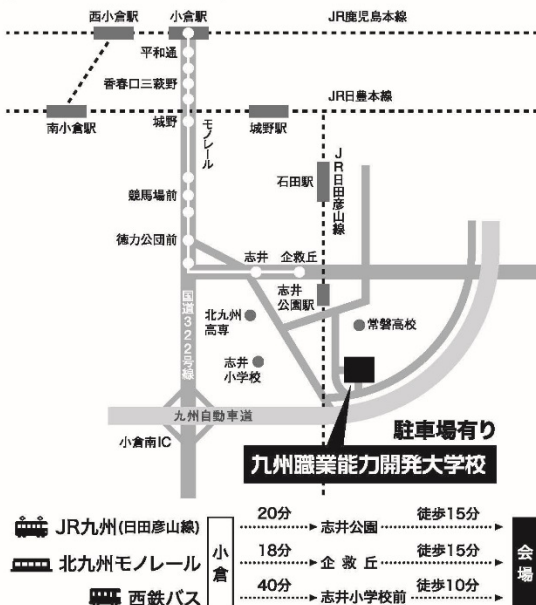 西小倉駅
小倉駅
JR鹿児島本線
平和通
香春口三萩野
JR日豊本線
南小倉駅
城野
モノレール
城野駅
石田駅
JR日田彦山線
競馬場前
徳力公団前
志井
企救丘
国道322号線
北九州
高専
志井
公園駅
常磐高校
志井
小学校
九州自動車道
小倉南IC
駐車場有り
九州職業能力開発大学校
JR九州(日田彦山線)
北九州モノレール
西鉄バス
小倉
20分
志井公園
徒歩15分
18分
企救丘
徒歩15分
40分
志井小学校前
徒歩10分
会場